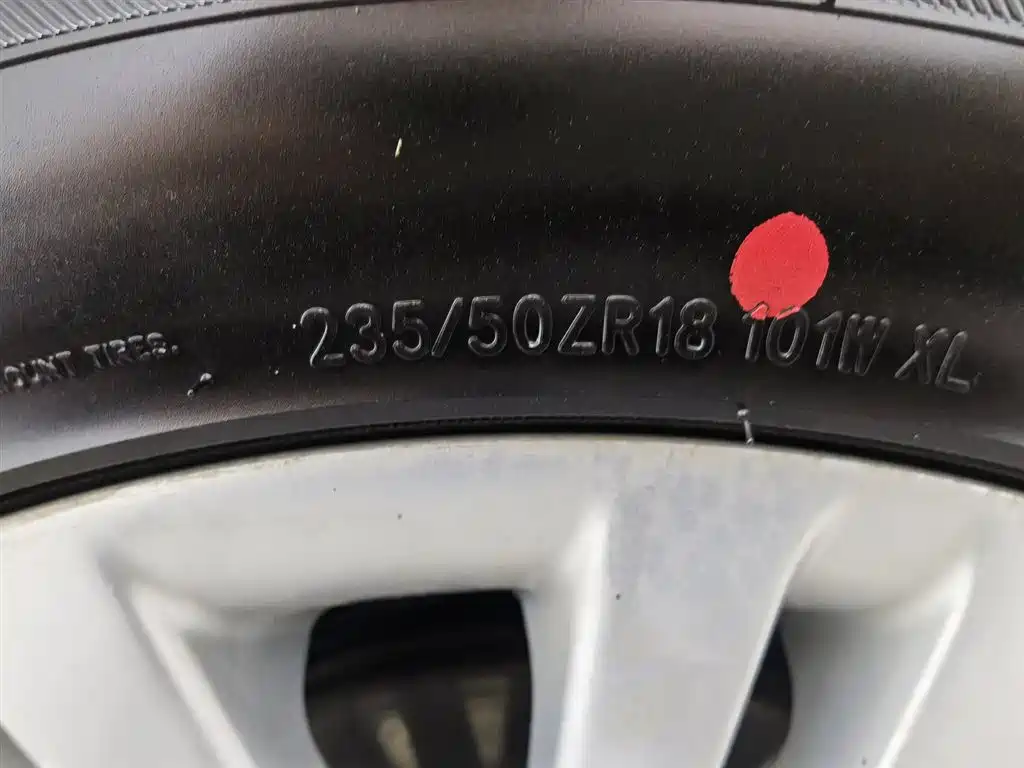 OUNT TIRES.
235/50ZR18 101W XL